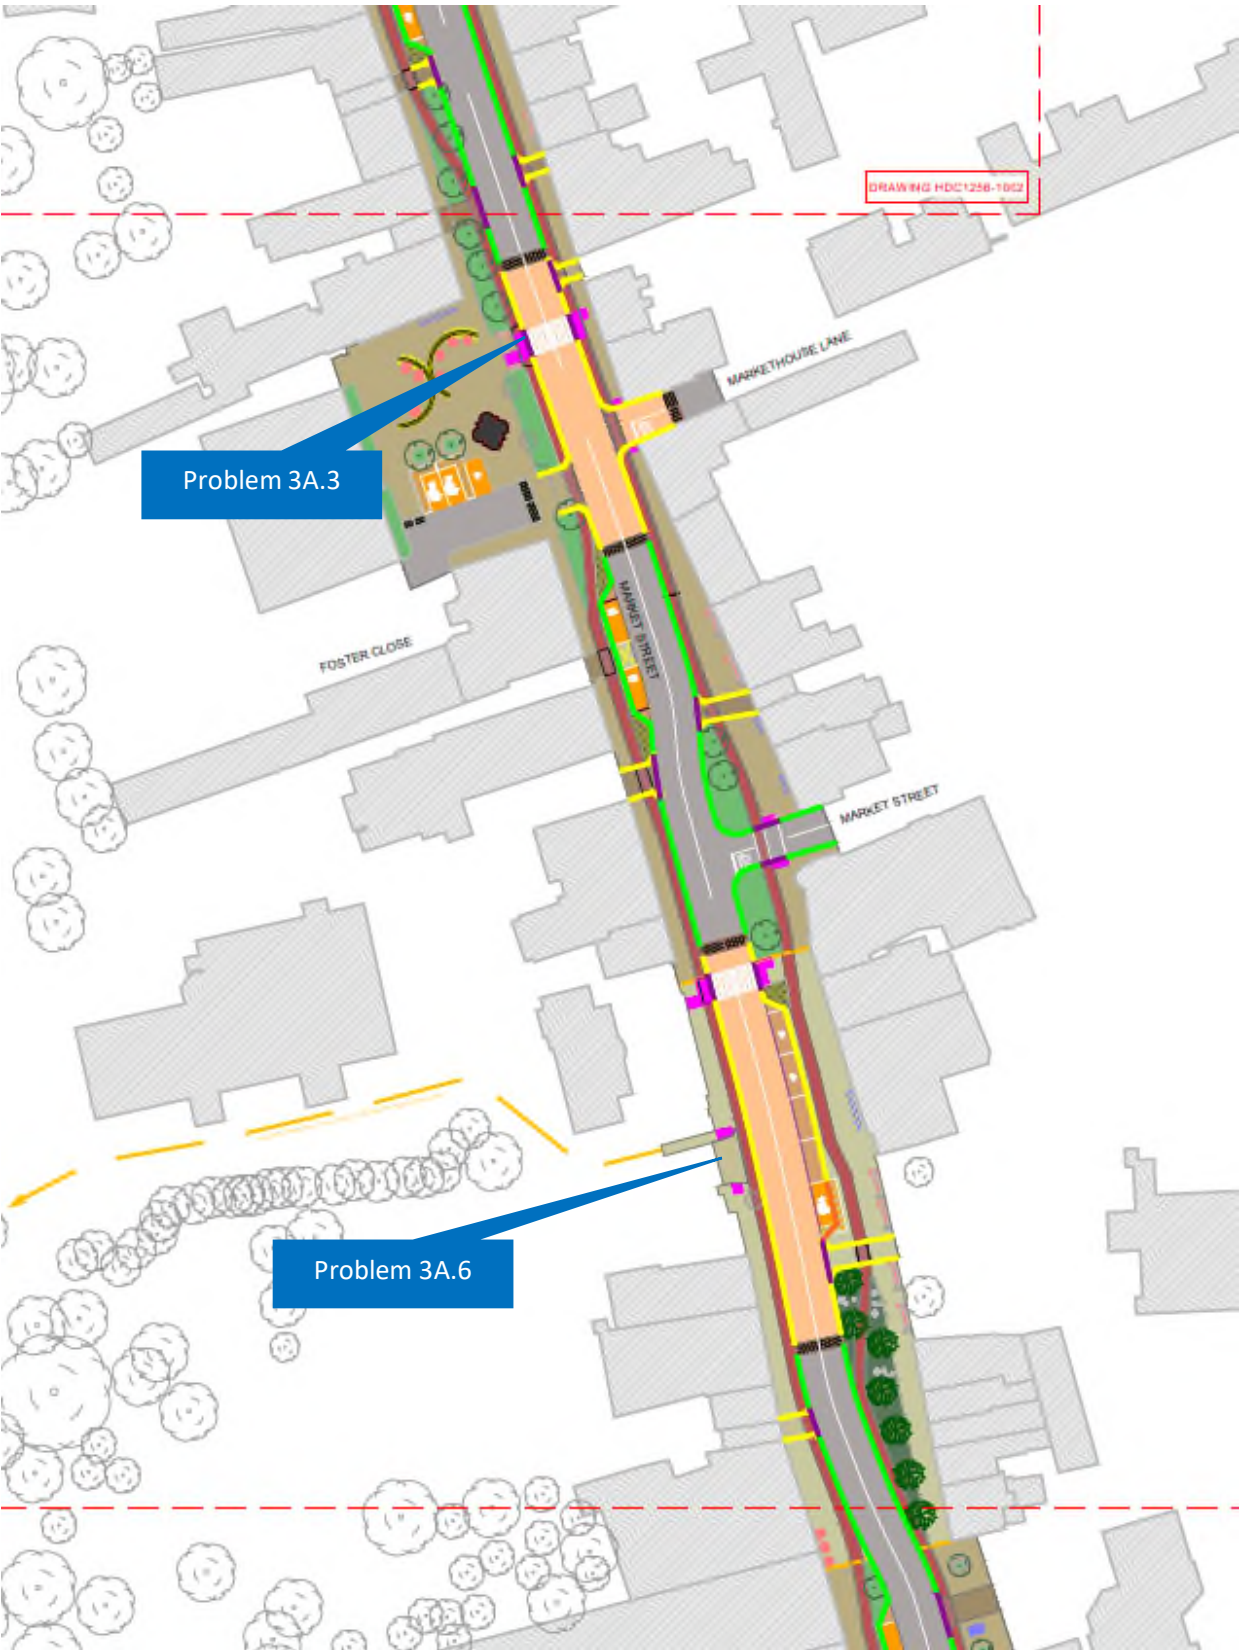 DRAWING HDC1256-1002
MARKETHOUSE LANE
Problem 3A.3
MARKET STREET
FOSTER CLOSE
MARKET STREET
Problem 3A.6